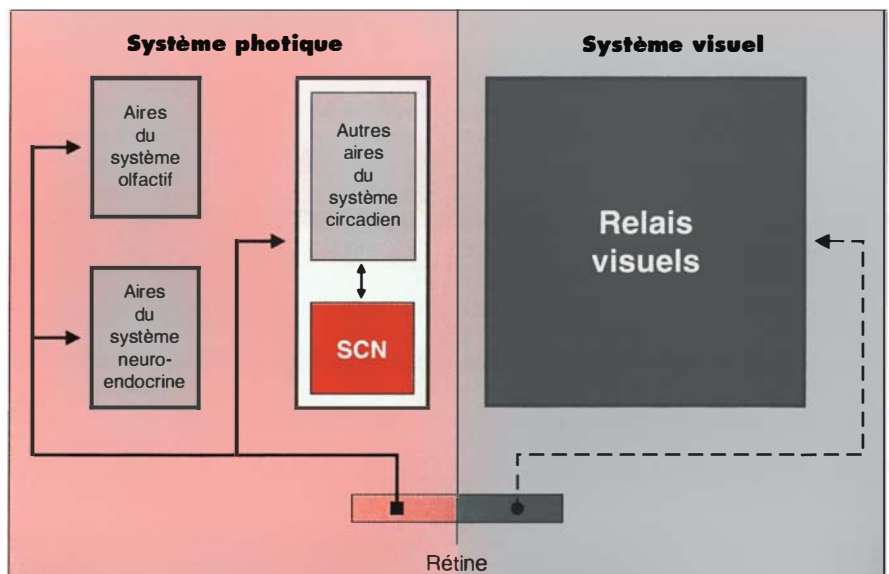 Système photique
Système visuel
Aires
du
système
olfactif
Autres
aires
du
système
circadien
Relais
visuels
Aires
du
système
neuro-
endocrine
SCN
Rétine